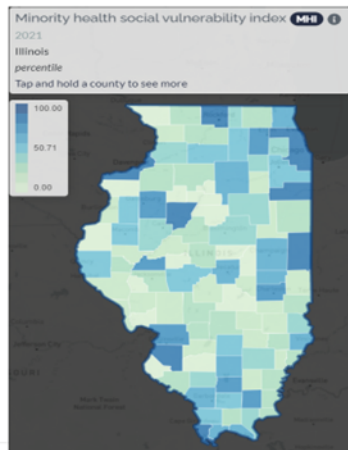 Minority health social vulnerability index MHI i
2021
Illinois
percentile
Tap and hold a county to see more
100.00
50.71
0.00
ILLINOIS